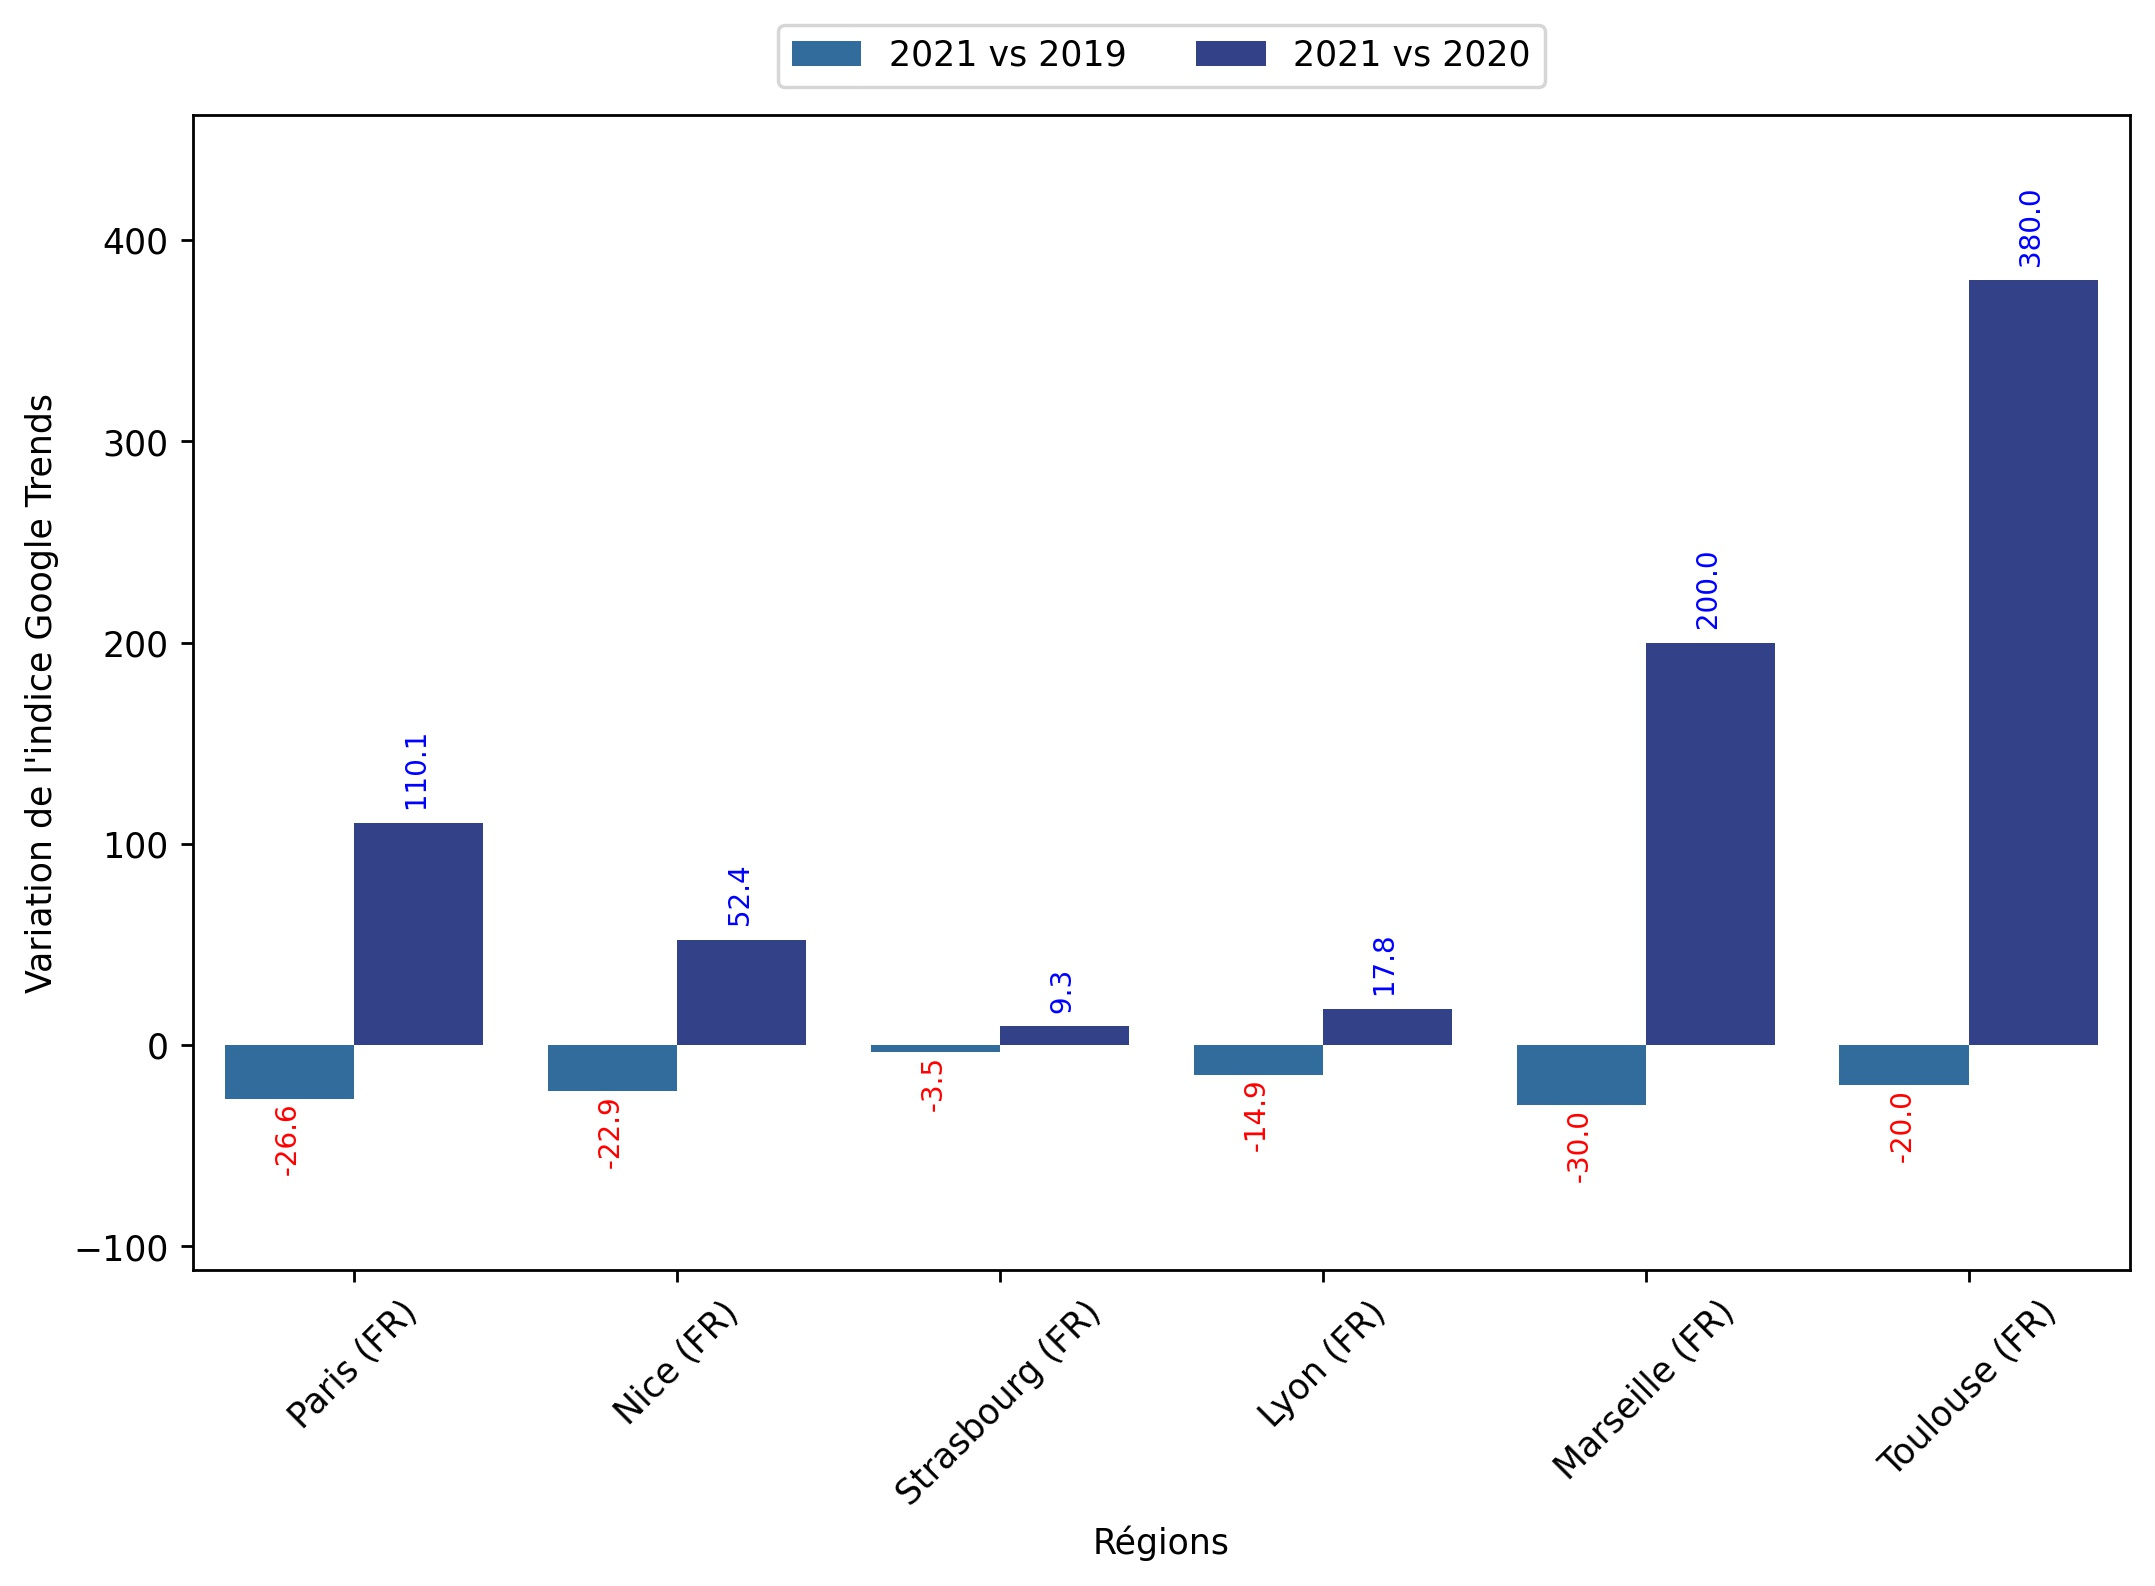 2021 vs 2019
2021 vs 2020
Variation de l'indice Google Trends
400
300
200
100
0
−100
-26.6
110.1
-22.9
52.4
-3.5
9.3
-14.9
17.8
-30.0
200.0
-20.0
380.0
Paris (FR)
Nice (FR)
Strasbourg (FR)
Lyon (FR)
Marseille (FR)
Toulouse (FR)
Régions